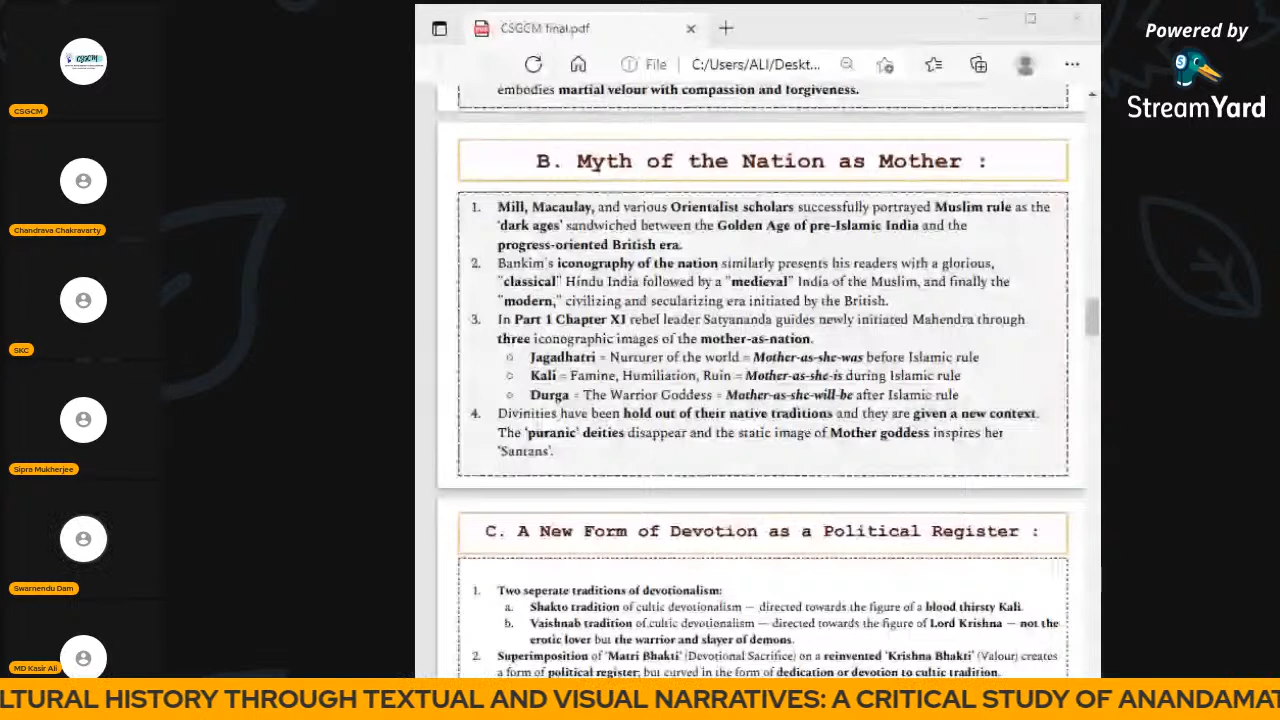 CSGCM final.pdf
File
C:/Users/ALI/Deskt...
Powered by
StreamYard
CSGCM
CSGCM
Chandrava Chakravarty
SKC
Sipra Mukherjee
Swarnendu Dam
MD Kasir Ali
embodies martial velour with compassion and forgiveness.
B. Myth of the Nation as Mother :
1. Mill, Macaulay, and various Orientalist scholars successfully portrayed Muslim rule as the
'dark ages' sandwiched between the Golden Age of pre-Islamic India and the
progress-oriented British era.
2. Bankim's iconography of the nation similarly presents his readers with a glorious,
"classical" Hindu India followed by a "medieval" India of the Muslim, and finally the
"modern," civilizing and secularizing era initiated by the British.
3. In Part 1 Chapter XI rebel leader Satyananda guides newly initiated Mahendra through
three iconographic images of the mother-as-nation.
○ Jagadhatri = Nurturer of the world = Mother-as-she-was before Islamic rule
○ Kali = Famine, Humiliation, Ruin = Mother-as-she-is during Islamic rule
○ Durga = The Warrior Goddess = Mother-as-she-will-be after Islamic rule
4. Divinities have been hold out of their native traditions and they are given a new context.
The 'puranic' deities disappear and the static image of Mother goddess inspires her
'Santans'.
C. A New Form of Devotion as a Political Register :
1. Two seperate traditions of devotionalism:
a. Shakto tradition of cultic devotionalism — directed towards the figure of a blood thirsty Kali.
b. Vaishnab tradition of cultic devotionalism — directed towards the figure of Lord Krishna — not the
erotic lover but the warrior and slayer of demons.
2. Superimposition of 'Matri Bhakti' (Devotional Sacrifice) on a reinvented 'Krishna Bhakti' (Valour) creates
a form of political register, but curved in the form of dedication or devotion to cultic tradition.
LTURAL HISTORY THROUGH TEXTUAL AND VISUAL NARRATIVES: A CRITICAL STUDY OF ANANDAMAT